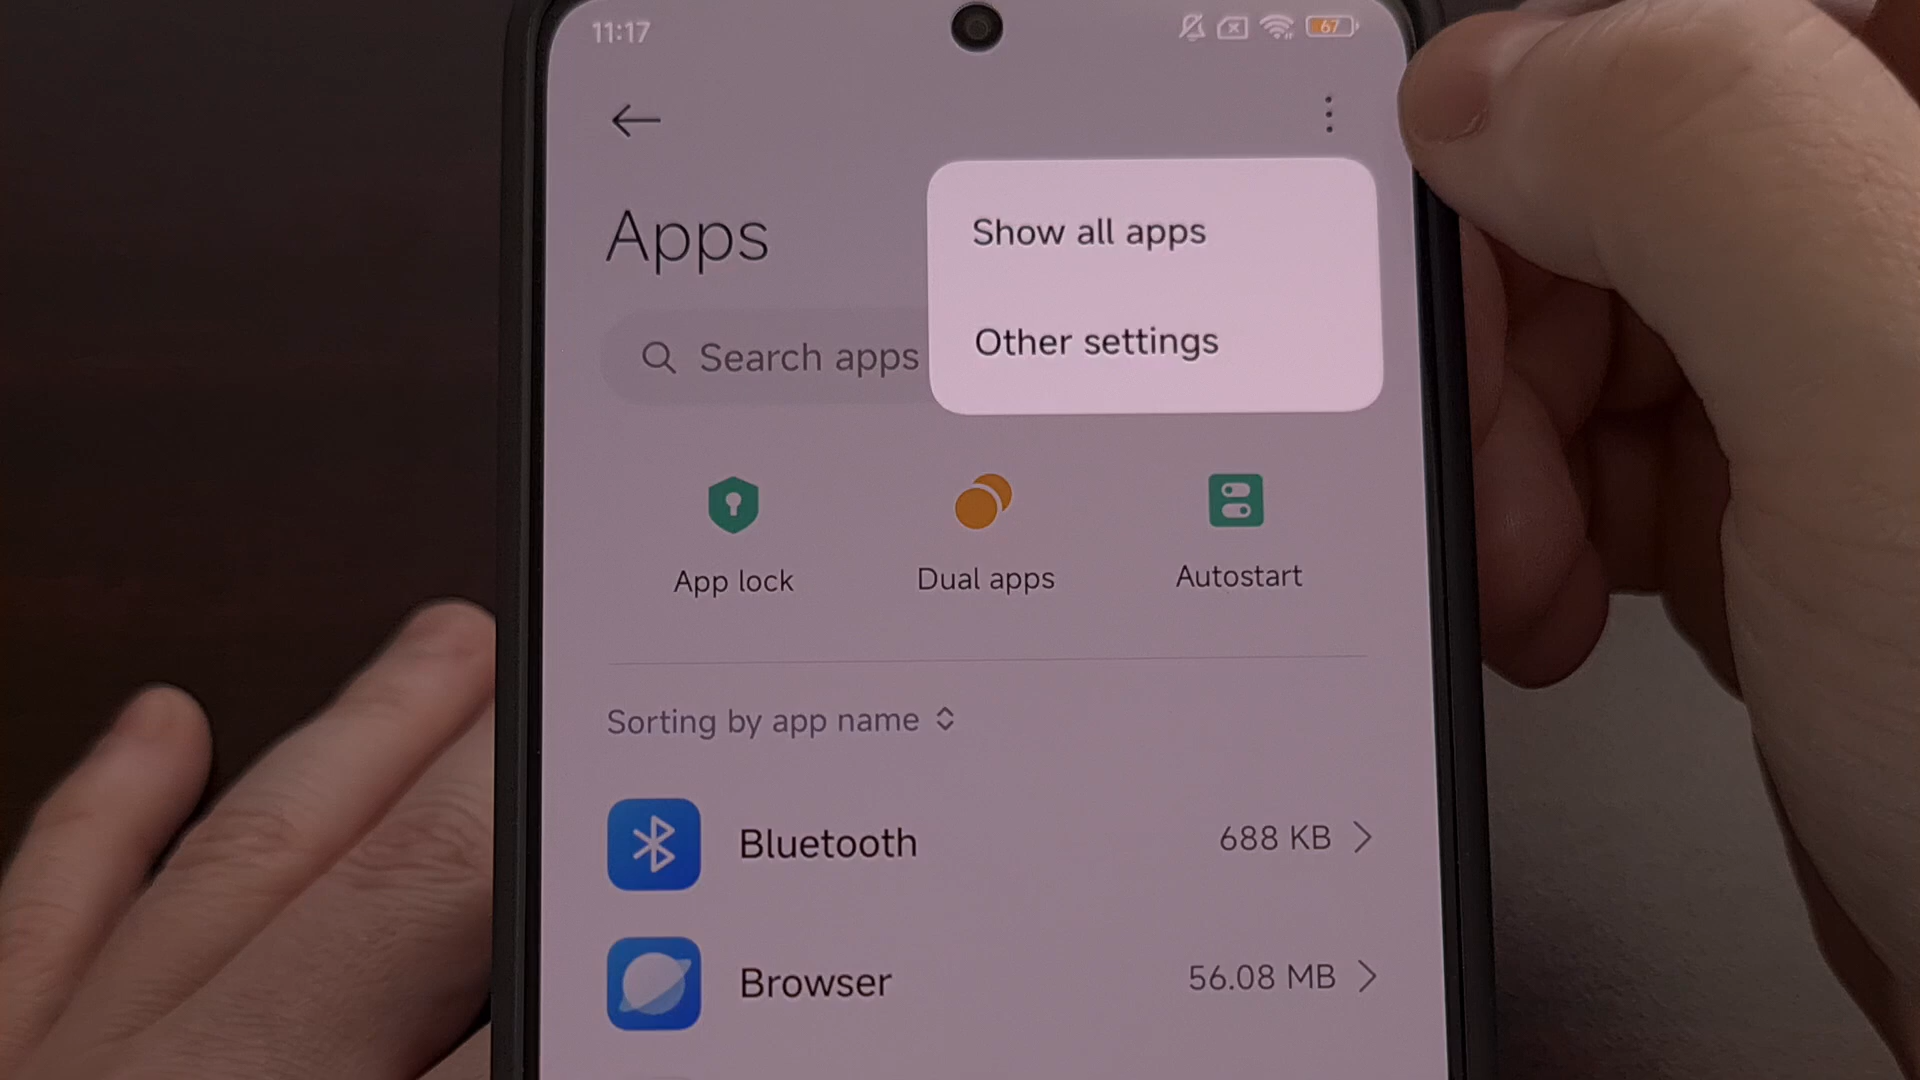 11:17
67
Show all apps
Apps
Other settings
Search apps
App lock
Dual apps
Autostart
Sorting by app name
Bluetooth
688 KB
Browser
56.08 MB